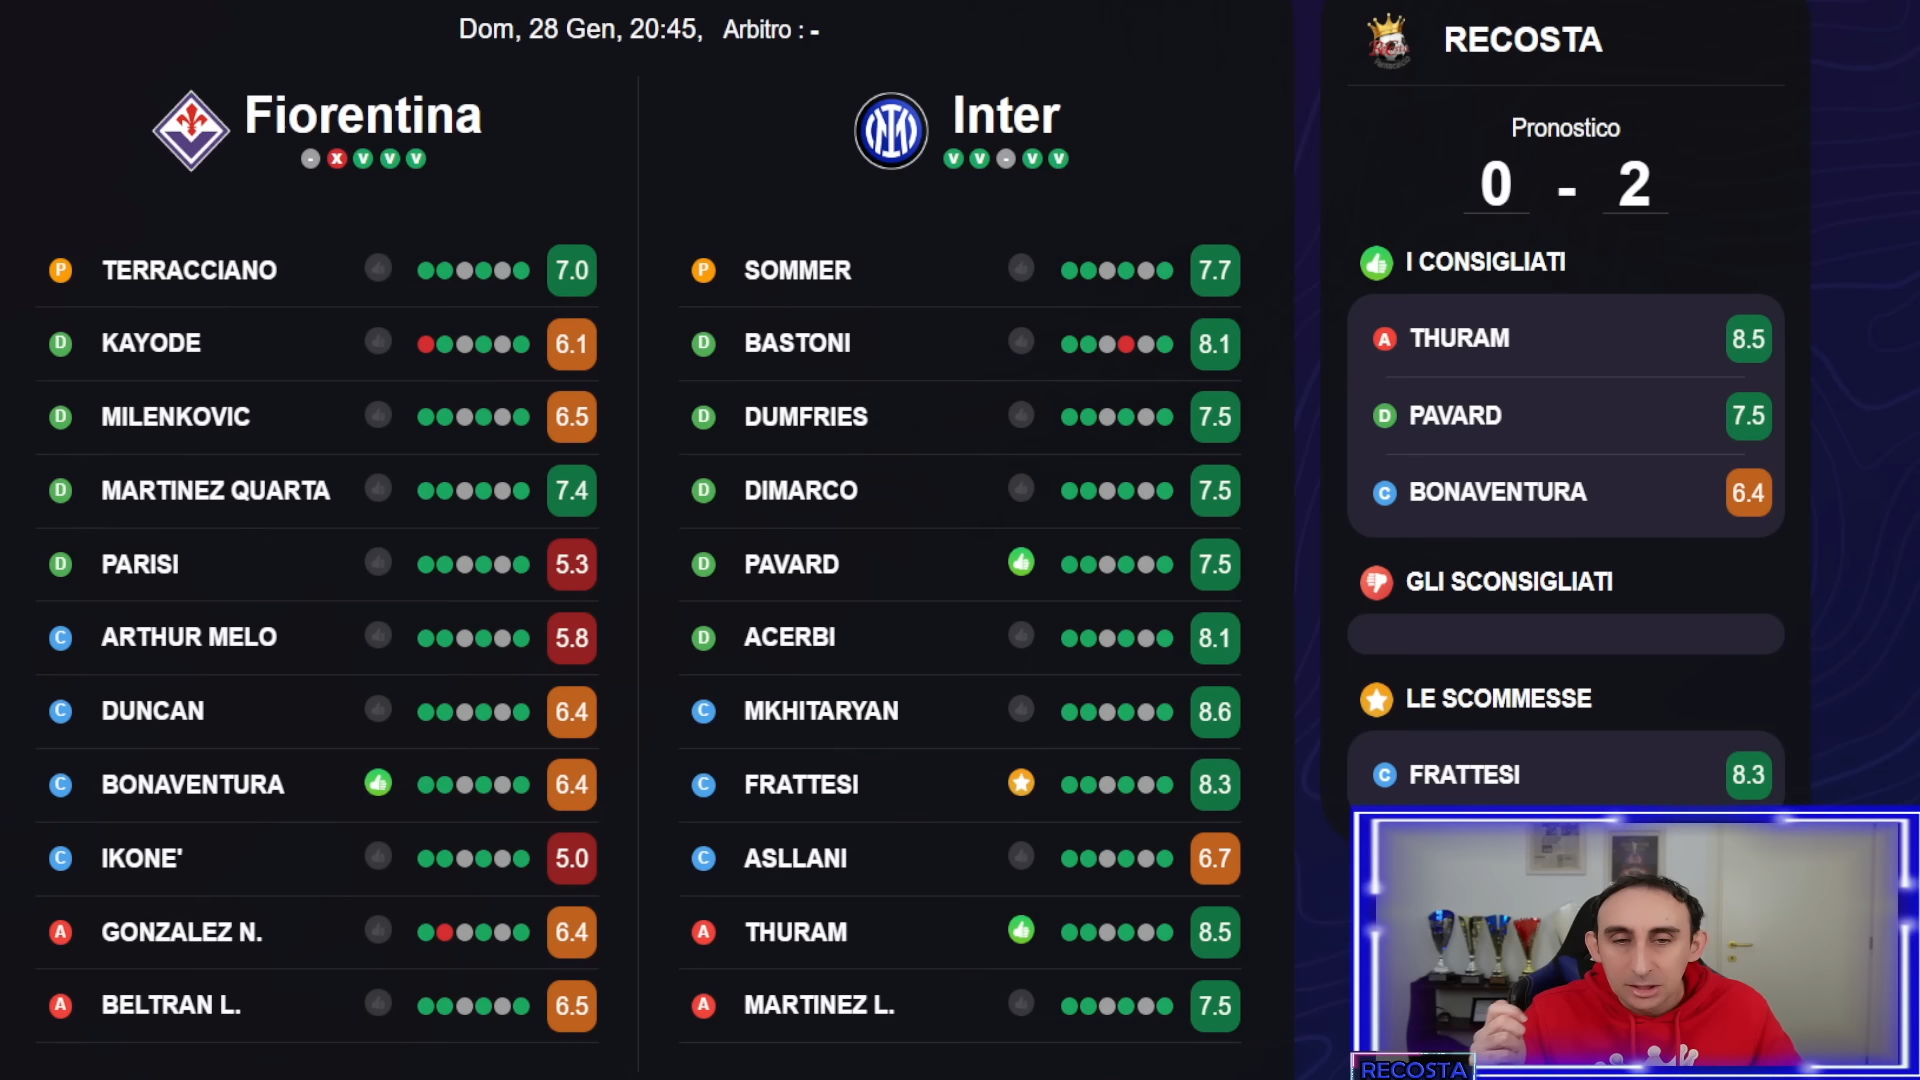 Dom, 28 Gen, 20:45, Arbitro : -
Fiorentina
- X V V V
P TERRACCIANO 7.0
D KAYODE 6.1
D MILENKOVIC 6.5
D MARTINEZ QUARTA 7.4
D PARISI 5.3
C ARTHUR MELO 5.8
C DUNCAN 6.4
C BONAVENTURA 6.4
C IKONE' 5.0
A GONZALEZ N. 6.4
A BELTRAN L. 6.5
Inter
V V - V V
P SOMMER 7.7
D BASTONI 8.1
D DUMFRIES 7.5
D DIMARCO 7.5
D PAVARD 7.5
D ACERBI 8.1
C MKHITARYAN 8.6
C FRATTESI 8.3
C ASLLANI 6.7
A THURAM 8.5
A MARTINEZ L. 7.5
RECOSTA
Pronostico
0 - 2
I CONSIGLIATI
A THURAM 8.5
D PAVARD 7.5
C BONAVENTURA 6.4
GLI SCONSIGLIATI
LE SCOMMESSE
C FRATTESI 8.3
RECOSTA